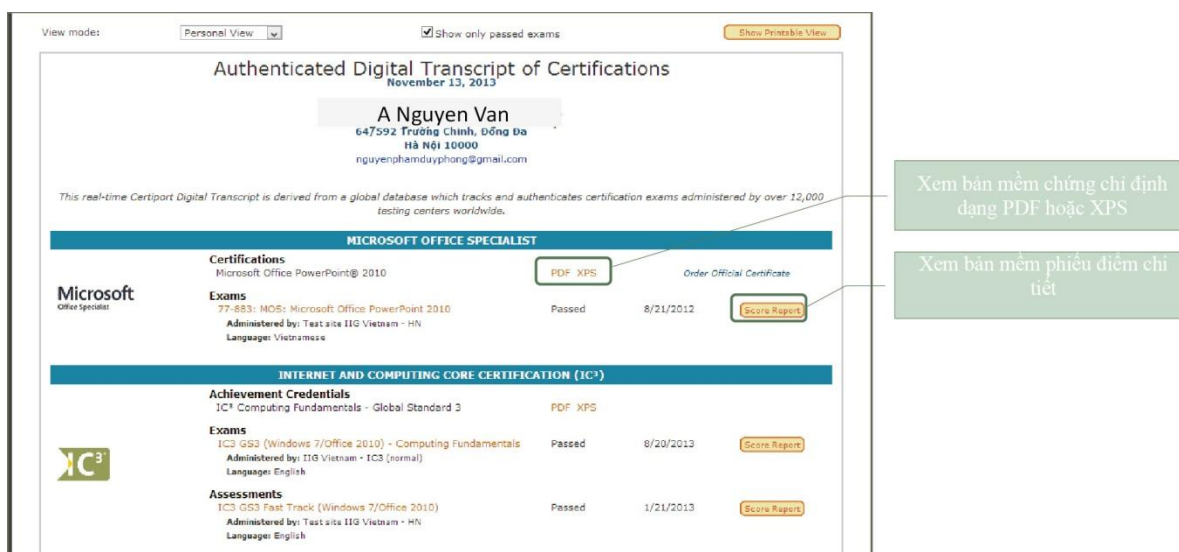 View mode: Personal View Show only passed exams Show Printable View
Authenticated Digital Transcript of Certifications
November 13, 2013
A Nguyen Van
647592 Trường Chinh, Đống Đa
Hà Nội 10000
nguyenphamduyphong@gmail.com
This real-time Certiport Digital Transcript is derived from a global database which tracks and authenticates certification exams administered by over 12,000
testing centers worldwide.
Xem bản mềm chứng chỉ định
dạng PDF hoặc XPS
MICROSOFT OFFICE SPECIALIST
Certifications
Microsoft Office PowerPoint® 2010 PDF XPS Order Official Certificate
Xem bản mềm phiếu điểm chi
tiết
Microsoft
Office Specialist
Exams
77-883: MOS: Microsoft Office PowerPoint 2010 Passed 8/21/2012 Score Report
Administered by: Test site IIG Vietnam - HN
Language: Vietnamese
INTERNET AND COMPUTING CORE CERTIFICATION (IC³)
Achievement Credentials
IC³ Computing Fundamentals - Global Standard 3 PDF XPS
IC³
Exams
IC3 GS3 (Windows 7/Office 2010) - Computing Fundamentals Passed 8/20/2013 Score Report
Administered by: IIG Vietnam - IC3 (normal)
Language: English
Assessments
IC3 GS3 Fast Track (Windows 7/Office 2010) Passed 1/21/2013 Score Report
Administered by: Test site IIG Vietnam - HN
Language: English